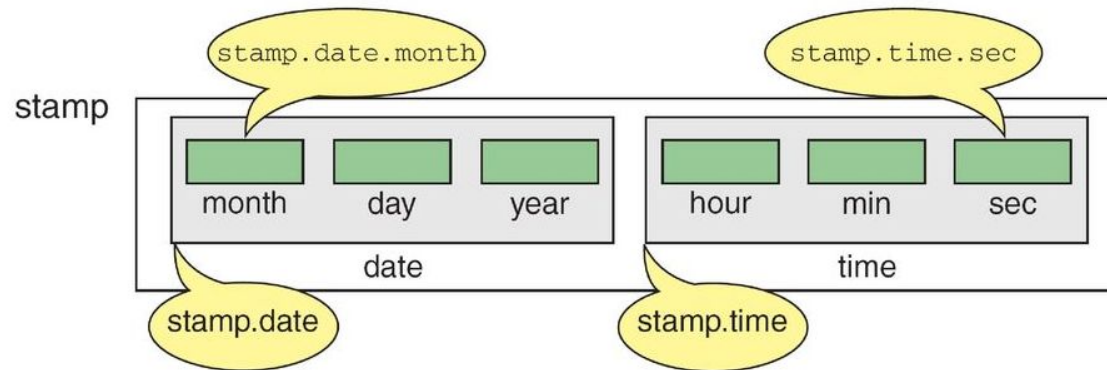 stamp.date.month stamp.time.sec
stamp
month day year hour min sec
date time
stamp.date stamp.time